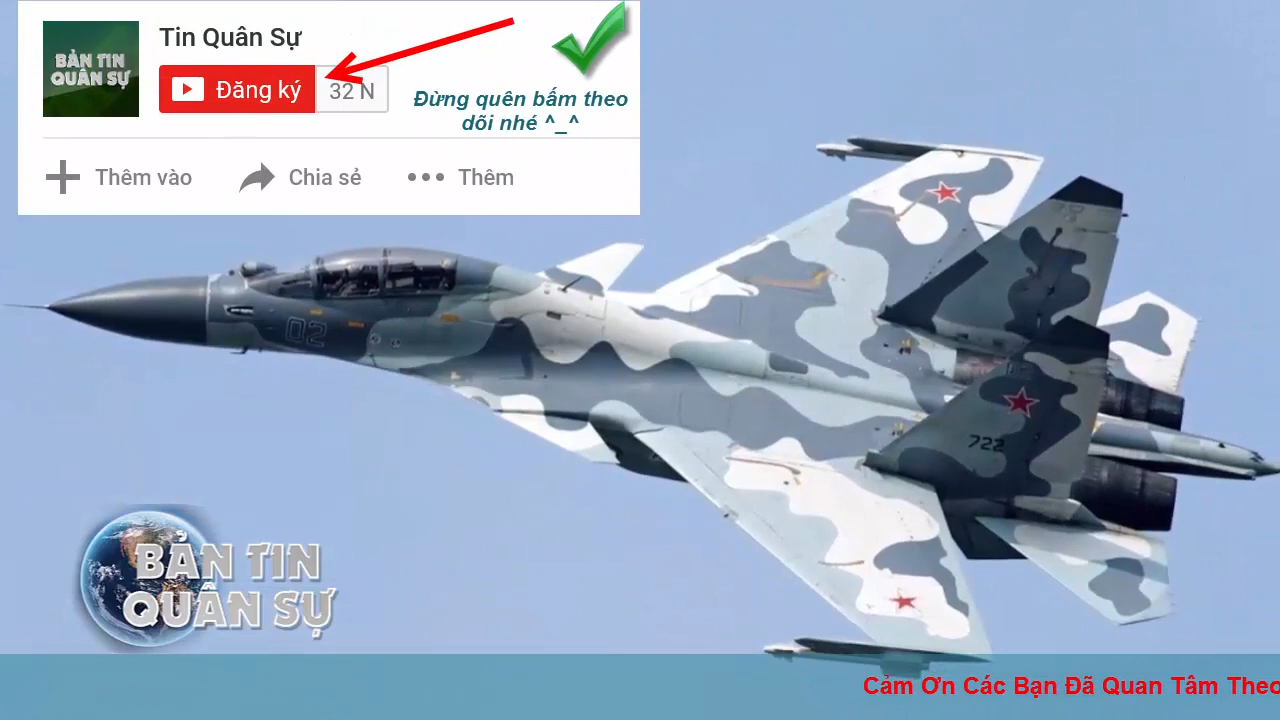 BẢN TIN
QUÂN SỰ
Tin Quân Sự
Đăng ký
32 N
Đừng quên bấm theo
dõi nhé ^_^
Thêm vào
Chia sẻ
Thêm
02
722
BẢN TIN
QUÂN SỰ
Cảm Ơn Các Bạn Đã Quan Tâm Theo